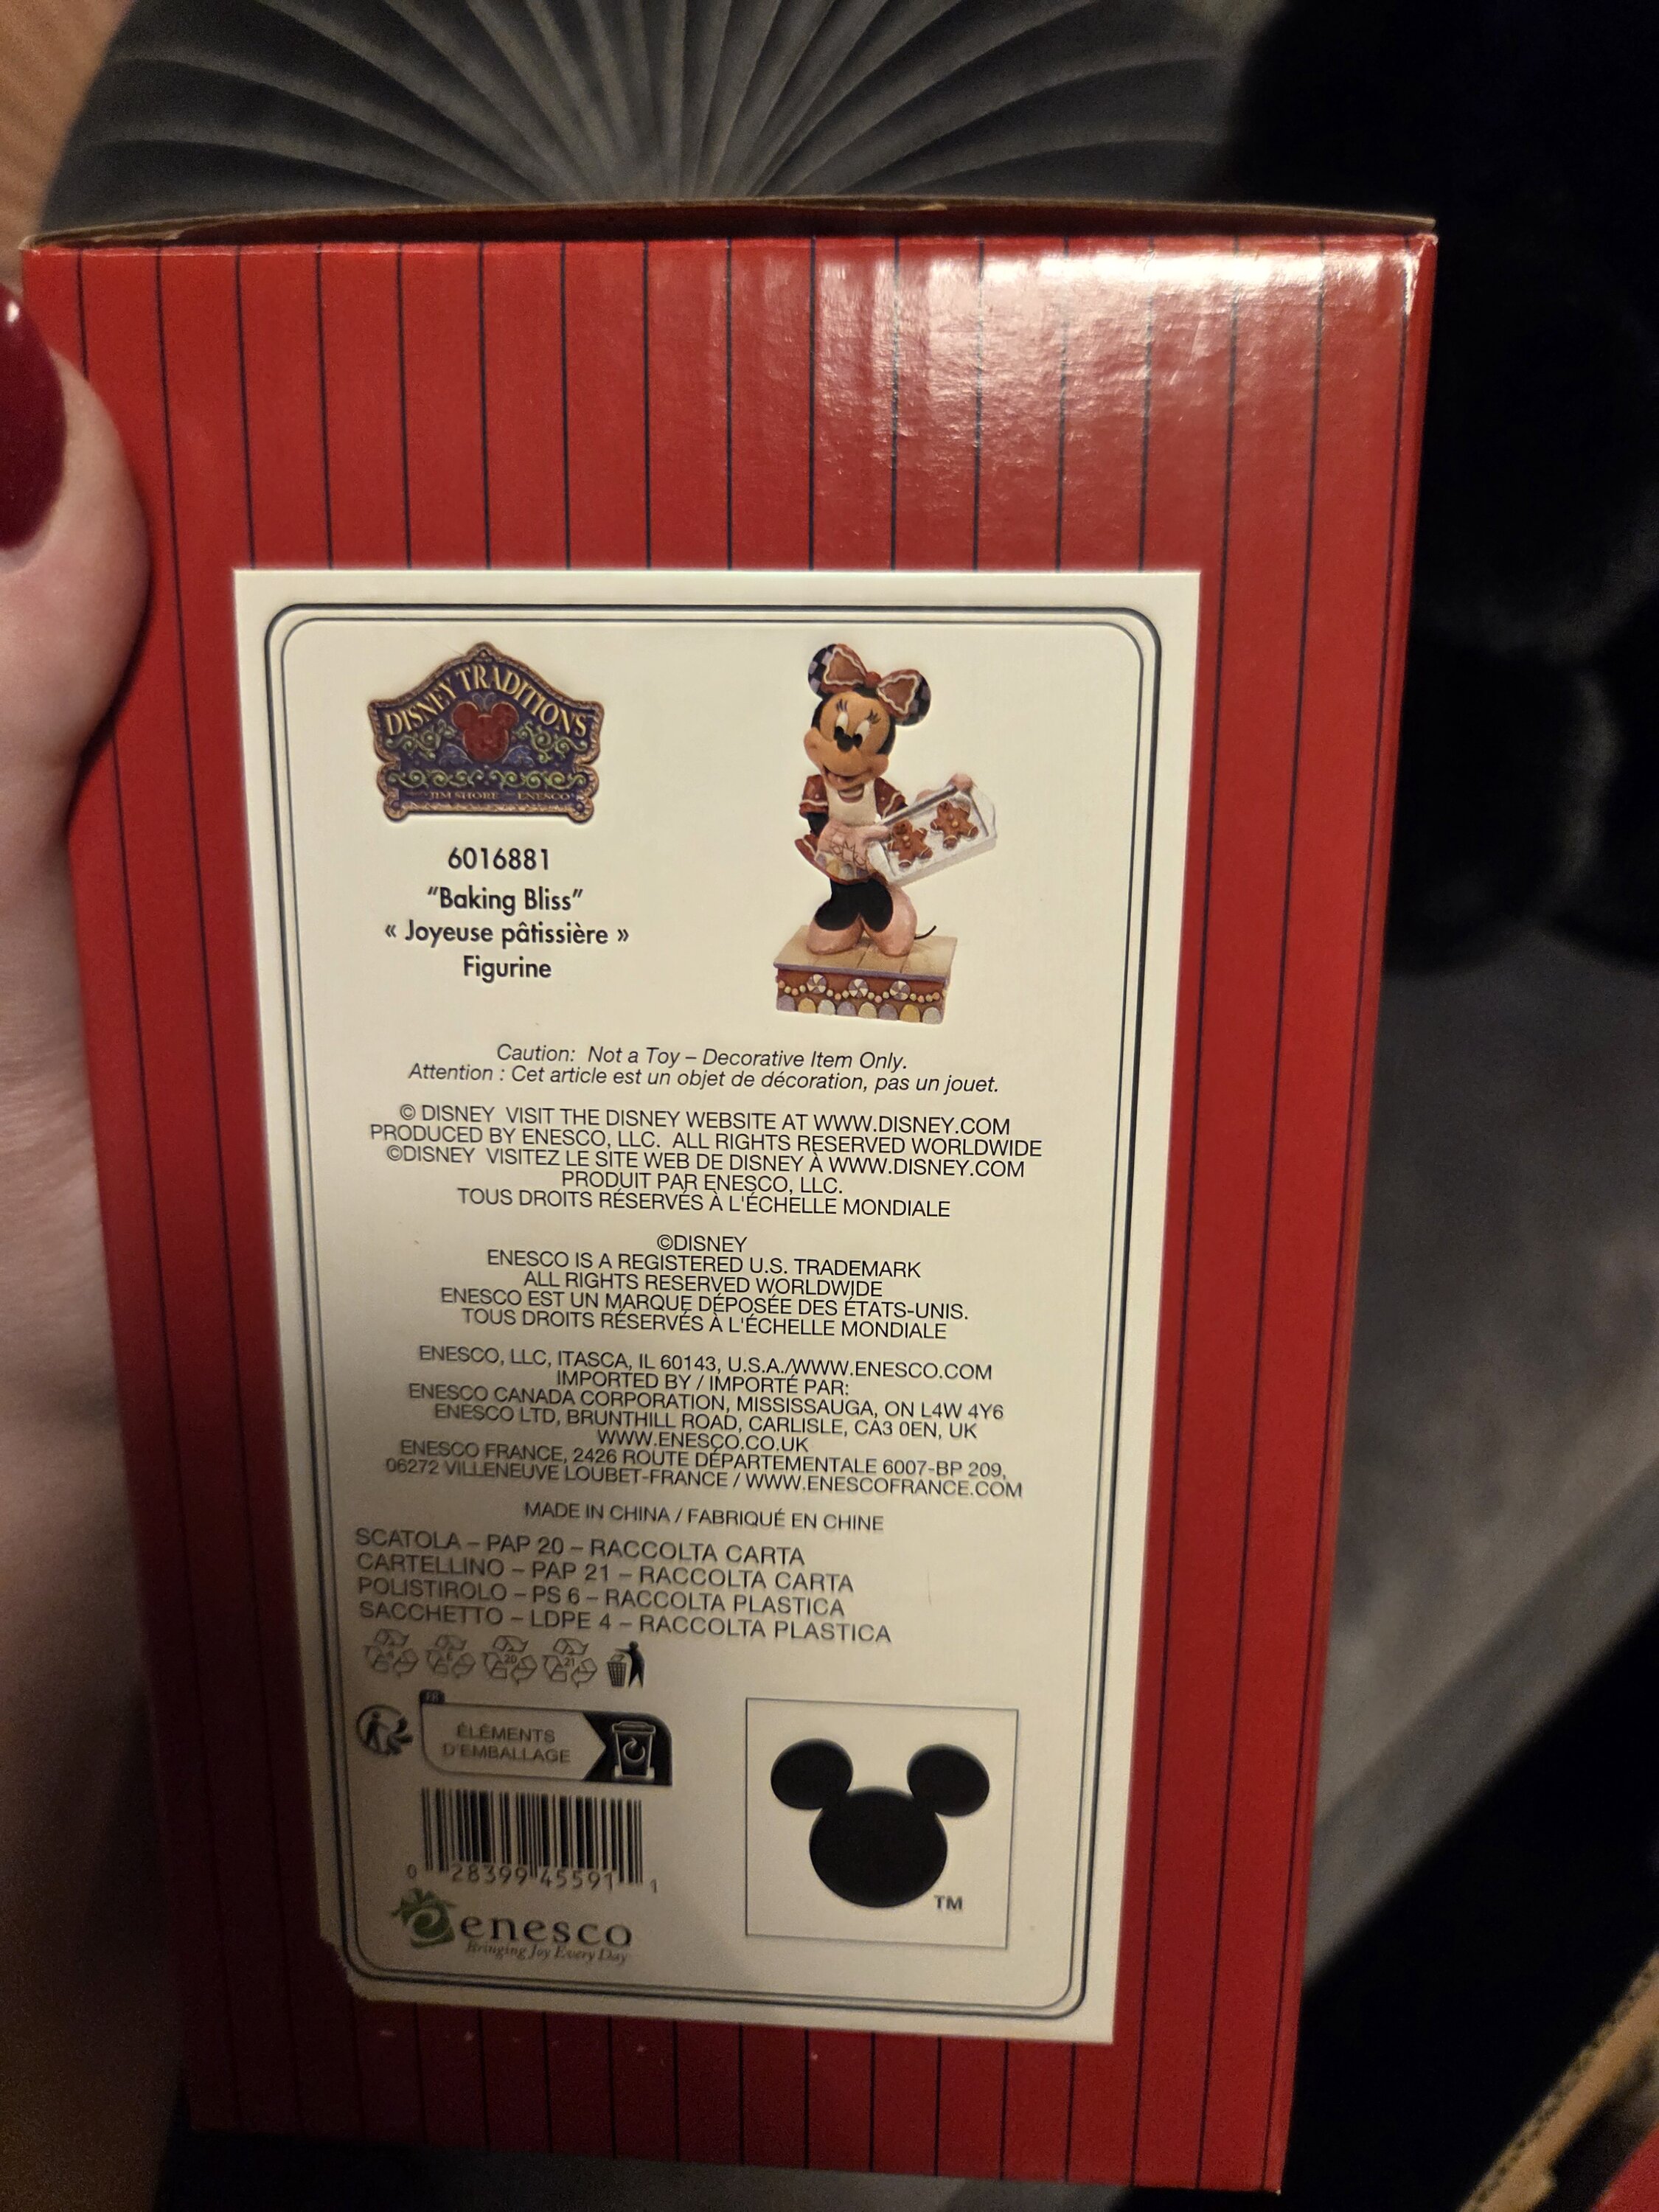 DISNEY TRADITIONS
JIM SHORE ENESCO
6016881
“Baking Bliss”
« Joyeuse pâtissière »
Figurine
Caution: Not a Toy – Decorative Item Only.
Attention : Cet article est un objet de décoration, pas un jouet.
© DISNEY VISIT THE DISNEY WEBSITE AT WWW.DISNEY.COM
PRODUCED BY ENESCO, LLC. ALL RIGHTS RESERVED WORLDWIDE
©DISNEY VISITEZ LE SITE WEB DE DISNEY À WWW.DISNEY.COM
PRODUIT PAR ENESCO, LLC.
TOUS DROITS RÉSERVÉS À L'ÉCHELLE MONDIALE
©DISNEY
ENESCO IS A REGISTERED U.S. TRADEMARK
ALL RIGHTS RESERVED WORLDWIDE
ENESCO EST UN MARQUE DÉPOSÉE DES ÉTATS-UNIS.
TOUS DROITS RÉSERVÉS À L'ÉCHELLE MONDIALE
ENESCO, LLC, ITASCA, IL 60143, U.S.A./WWW.ENESCO.COM
IMPORTED BY / IMPORTÉ PAR:
ENESCO CANADA CORPORATION, MISSISSAUGA, ON L4W 4Y6
ENESCO LTD, BRUNTHILL ROAD, CARLISLE, CA3 0EN, UK
WWW.ENESCO.CO.UK
ENESCO FRANCE, 2426 ROUTE DÉPARTEMENTALE 6007-BP 209,
06272 VILLENEUVE LOUBET-FRANCE / WWW.ENESCOFRANCE.COM
MADE IN CHINA / FABRIQUÉ EN CHINE
SCATOLA – PAP 20 – RACCOLTA CARTA
CARTELLINO – PAP 21 – RACCOLTA CARTA
POLISTIROLO – PS 6 – RACCOLTA PLASTICA
SACCHETTO – LDPE 4 – RACCOLTA PLASTICA
20 21
FR
ÉLÉMENTS
D'EMBALLAGE
0 28399 45591 1
enesco
Bringing Joy Every Day
TM